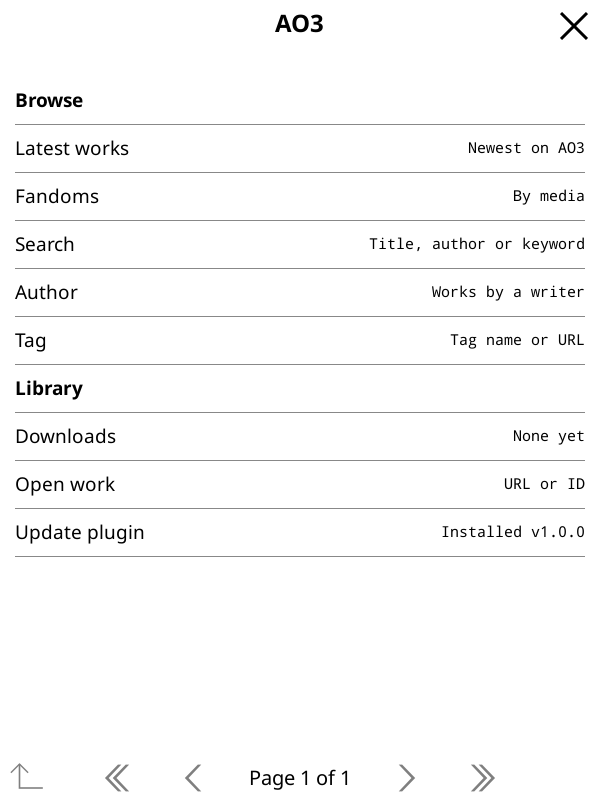 AO3
Browse
Latest works Newest on AO3
Fandoms By media
Search Title, author or keyword
Author Works by a writer
Tag Tag name or URL
Library
Downloads None yet
Open work URL or ID
Update plugin Installed v1.0.0
Page 1 of 1